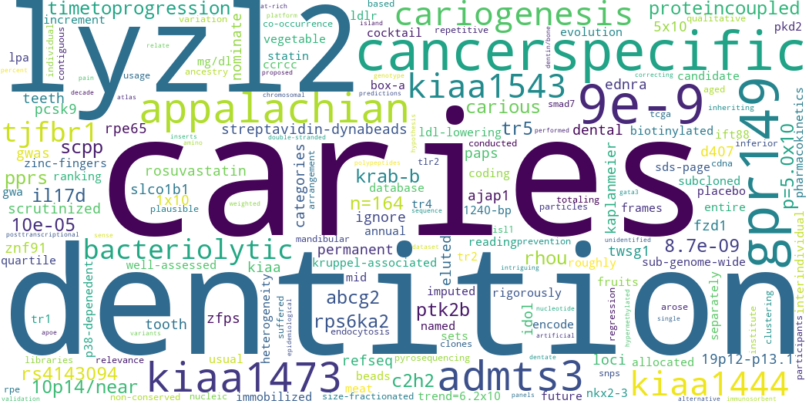 timetoprogression
co-occurrence
at-rich
platform
based
cariogenesis
proteincoupled
increment
variation
individual
contiguous
lpa
mg/dl
nominate
ldlr
vegetable
statin
ccrcc
cocktail
repetitive
evolution
5x10
qualitative
pkd2
lyzl2
cancerspecific
usage
ancestry
teeth
pcsk9
appalachian
box-a
kiaa1543
ednra
candidate
smad7
9e-9
genotype
aged
correcting
inheriting
island
chromosomal
proposed
predictions
dentin/bone
relate
pain
decade
atlas
percent
carious
dental
biotinylated
tcga
performed
conducted
tjfbr1
rpe65
streptavidin-dynabeads
ldl-lowering
tr5
scpp
gwas
zinc-fingers
pprs
ranking
rosuvastatin
inserts
double-stranded
amino
hypothesis
paps
ift88
d407
inferior
tlr2
cdna
sds-page
subcloned
placebo
gwa
il17d
slco1b1
database
krab-b
coding
entire
scrutinized
1x10
plausible
weighted
polypeptides
n=164
tr4
sequence
ajap1
1240-bp
totaling
particles
frames
kaplanmeier
gpr149
p=5.0x10
pharmacokinetics
10e-05
categories
arrangement
ignore
annual
isl1
dataset
fzd1
8.7e-09
caries
posttranscriptional
sense
znf91
kruppel-associated
mandibular
permanent
reading
prevention
tr2
rhou
twsg1
unidentified
quartile
bacteriolytic
eluted
intriguing
roughly
sub-genome-wide
interindividual
kiaa
well-assessed
mid
imputed
heterogeneity
suffered
epidemiological
abcg2
endocytosis
rps6ka2
ptk2b
named
sets
clones
idol
rigorously
encode
artificial
fruits
regression
hypermethylated
arose
separately
clustering
institute
participants
single
tr1
apoe
p38-depenedent
tooth
variants
zfps
usual
dentition
libraries
relevance
pyrosequencing
refseq
loci
nucleotide
allocated
19p12-p13.1
rs4143094
10p14/near
kiaa1473
c2h2
beads
meat
admts3
dentate
gata3
kiaa1444
snps
nkx2-3
rpe
validation
non-conserved
nucleic
immobilized
size-fractionated
trend=6.2x10
panels
future
alternative
immunosorbent